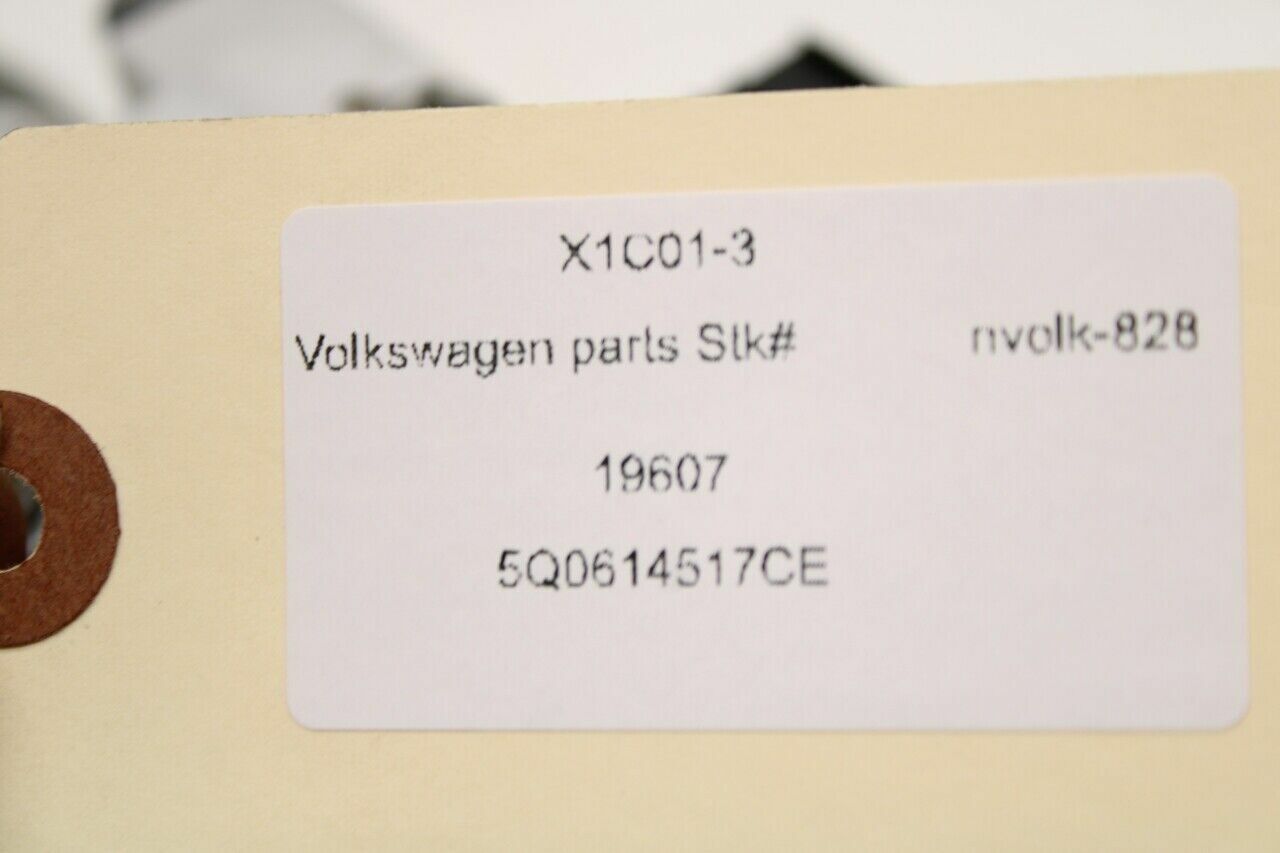 X1C01-3
Volkswagen parts Stk# nvolk-828
19607
5Q0614517CE